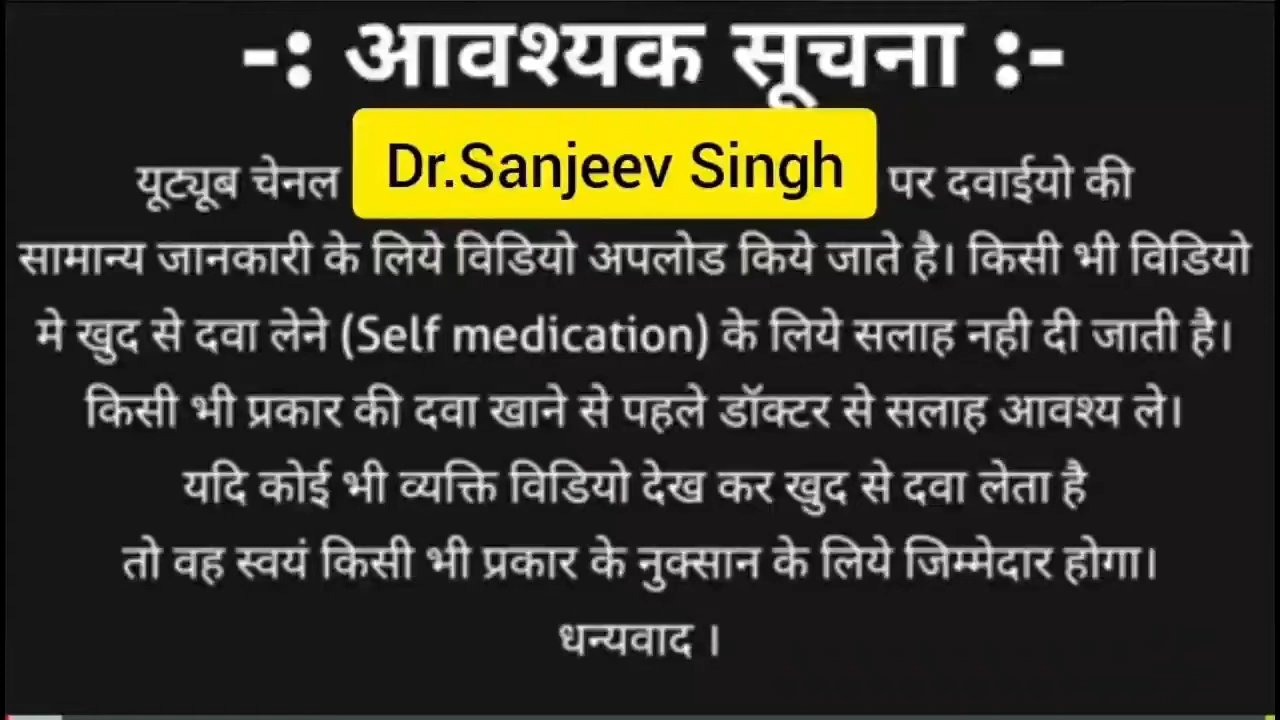 -: आवश्यक सूचना :-
यूट्यूब चेनल Dr.Sanjeev Singh पर दवाईयो की
सामान्य जानकारी के लिये विडियो अपलोड किये जाते है। किसी भी विडियो
मे खुद से दवा लेने (Self medication) के लिये सलाह नही दी जाती है।
किसी भी प्रकार की दवा खाने से पहले डॉक्टर से सलाह आवश्य ले।
यदि कोई भी व्यक्ति विडियो देख कर खुद से दवा लेता है
तो वह स्वयं किसी भी प्रकार के नुक्सान के लिये जिम्मेदार होगा।
धन्यवाद ।